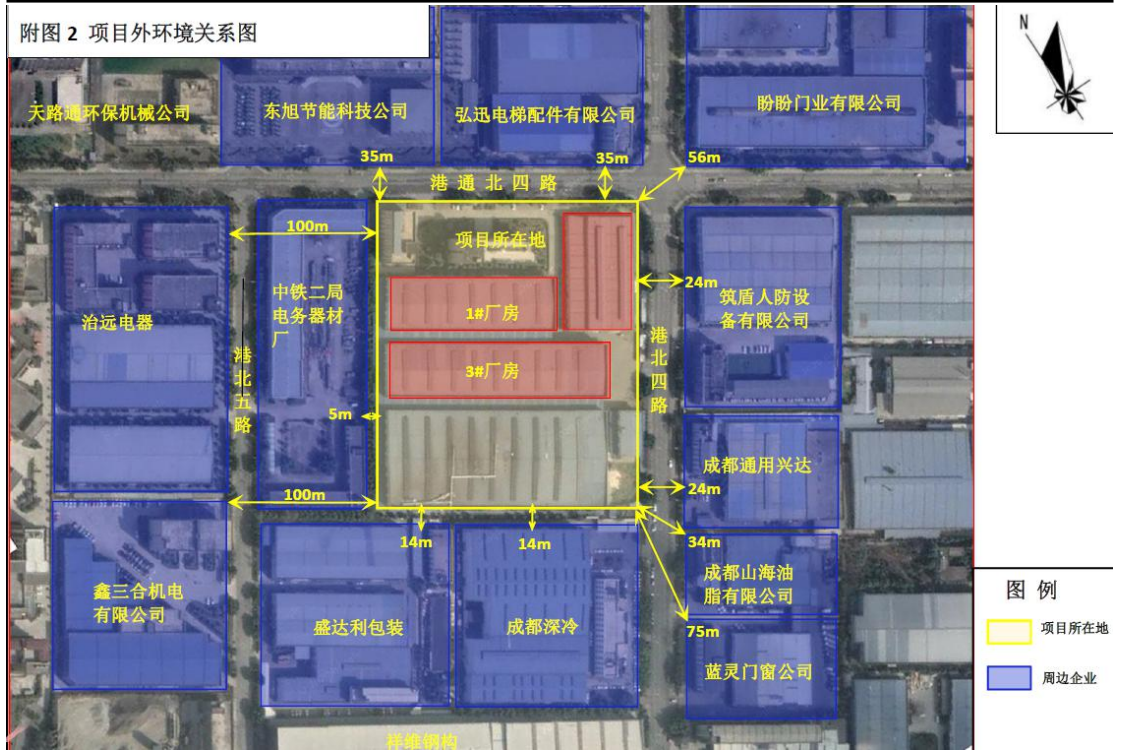 附图 2 项目外环境关系图
N
天路通环保机械公司
东旭节能科技公司
弘迅电梯配件有限公司
盼盼门业有限公司
35m
35m
56m
港通北四路
100m
项目所在地
24m
治远电器
中铁二局
电务器材
厂
1#厂房
筑盾人防设
备有限公司
港北五路
3#厂房
港北四路
5m
成都通用兴达
100m
24m
14m
14m
34m
成都山海油
脂有限公司
鑫三合机电
有限公司
盛达利包装
成都深冷
75m
蓝灵门窗公司
祥维钢构
图 例
项目所在地
周边企业